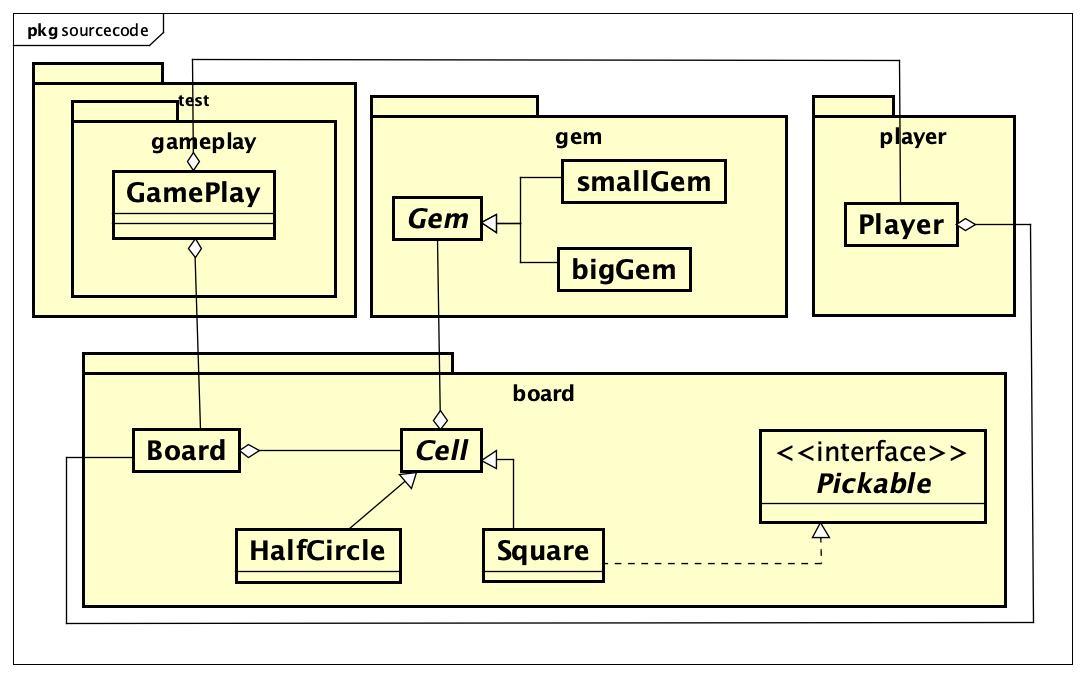 pkg sourcecode
test
gameplay
GamePlay
gem
Gem
smallGem
bigGem
player
Player
board
Board
Cell
<<interface>>
Pickable
HalfCircle
Square